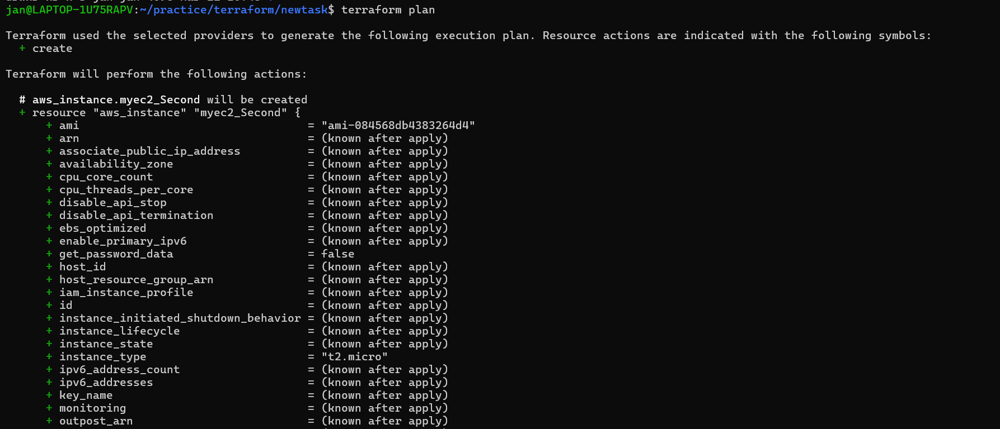 jan@LAPTOP-1U75RAPV:~/practice/terraform/newtask$ terraform plan
Terraform used the selected providers to generate the following execution plan. Resource actions are indicated with the following symbols:
+ create
Terraform will perform the following actions:
# aws_instance.myec2_Second will be created
+ resource "aws_instance" "myec2_Second" {
+ ami = "ami-084568db4383264d4"
+ arn = (known after apply)
+ associate_public_ip_address = (known after apply)
+ availability_zone = (known after apply)
+ cpu_core_count = (known after apply)
+ cpu_threads_per_core = (known after apply)
+ disable_api_stop = (known after apply)
+ disable_api_termination = (known after apply)
+ ebs_optimized = (known after apply)
+ enable_primary_ipv6 = (known after apply)
+ get_password_data = false
+ host_id = (known after apply)
+ host_resource_group_arn = (known after apply)
+ iam_instance_profile = (known after apply)
+ id = (known after apply)
+ instance_initiated_shutdown_behavior = (known after apply)
+ instance_lifecycle = (known after apply)
+ instance_state = (known after apply)
+ instance_type = "t2.micro"
+ ipv6_address_count = (known after apply)
+ ipv6_addresses = (known after apply)
+ key_name = (known after apply)
+ monitoring = (known after apply)
+ outpost_arn = (known after apply)